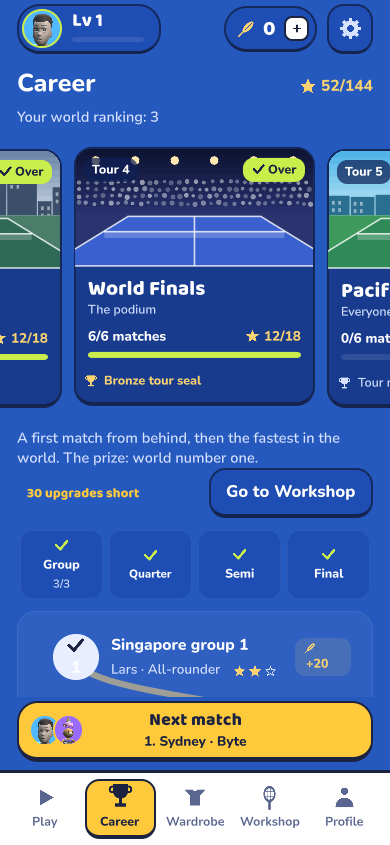 Lv 1
0
+
Career
52/144
Your world ranking: 3
Over
Tour 4
Over
Tour 5
World Finals
The podium
6/6 matches
12/18
Bronze tour seal
12/18
Pacif
Everyone
0/6 mat
Tour r
A first match from behind, then the fastest in the
world. The prize: world number one.
30 upgrades short
Go to Workshop
Group
3/3
Quarter
Semi
Final
1
Singapore group 1
Lars · All-rounder
+20
Next match
1. Sydney · Byte
Play
Career
Wardrobe
Workshop
Profile